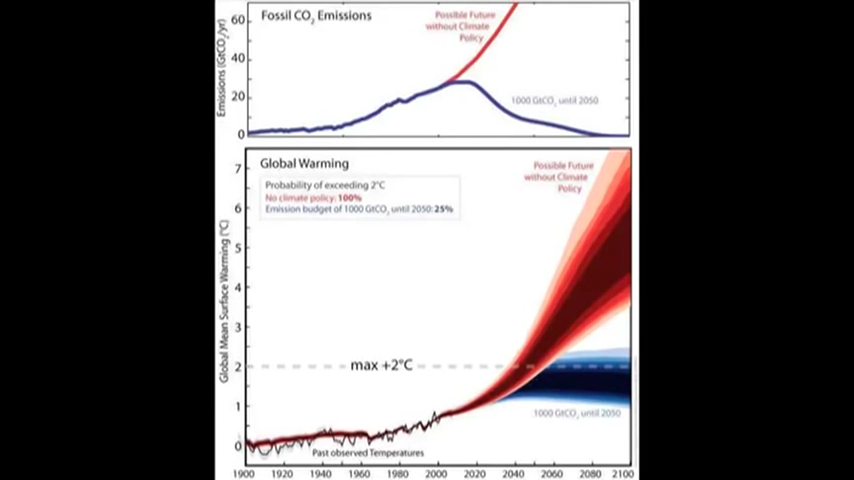 Fossil CO₂ Emissions
Emissions (GtCO₂/yr)
60
40
20
0
Possible Future
without Climate
Policy
1000 GtCO₂ until 2050
Global Warming
Probability of exceeding 2°C
No climate policy: 100%
Emission budget of 1000 GtCO₂ until 2050: 25%
Possible Future
without Climate
Policy
Global Mean Surface Warming (°C)
7
6
5
4
3
2
1
0
max +2°C
1000 GtCO₂ until 2050
Past observed Temperatures
1900 1920 1940 1960 1980 2000 2020 2040 2060 2080 2100